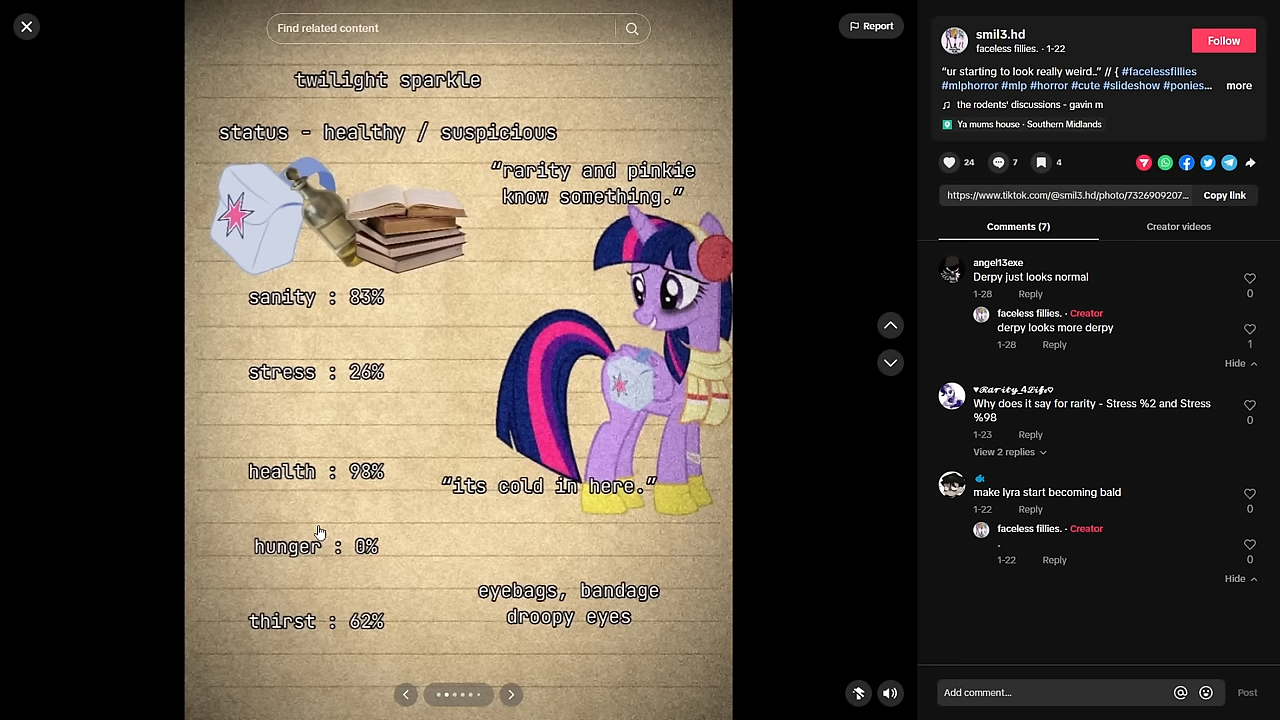 Find related content
Report
twilight sparkle
status - healthy / suspicious
"rarity and pinkie
know something."
sanity : 83%
stress : 26%
health : 98%
"its cold in here."
hunger : 0%
eyebags, bandage
droopy eyes
thirst : 62%
smil3.hd
faceless fillies. · 1-22
Follow
"ur starting to look really weird.." // { #facelessfillies
#mlphorror #mlp #horror #cute #slideshow #ponies...
more
the rodents' discussions - gavin m
Ya mums house · Southern Midlands
24
7
4
https://www.tiktok.com/@smil3.hd/photo/7326909207...
Copy link
Comments (7)
Creator videos
angel13exe
Derpy just looks normal
1-28 Reply
0
faceless fillies. · Creator
derpy looks more derpy
1-28 Reply
1
Hide
♥𝓡𝓪𝓻𝓲𝓽𝔂_4𝓛𝓲𝓯𝓮♡
Why does it say for rarity - Stress %2 and Stress
%98
0
1-23 Reply
View 2 replies
make lyra start becoming bald
1-22 Reply
0
faceless fillies. · Creator
.
1-22 Reply
0
Hide
Add comment...
Post